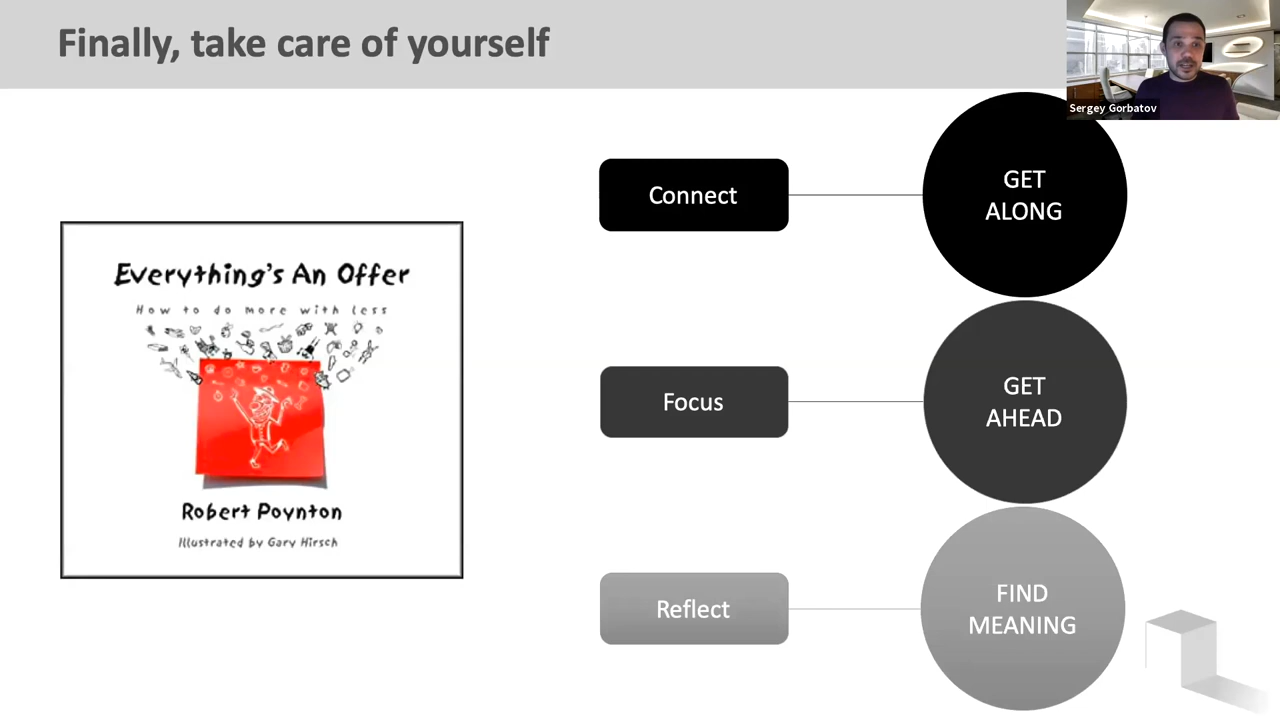 Finally, take care of yourself
Sergey Gorbatov
Everything's An Offer
How to do more with less
Robert Poynton
Illustrated by Gary Hirsch
Connect
GET
ALONG
Focus
GET
AHEAD
Reflect
FIND
MEANING